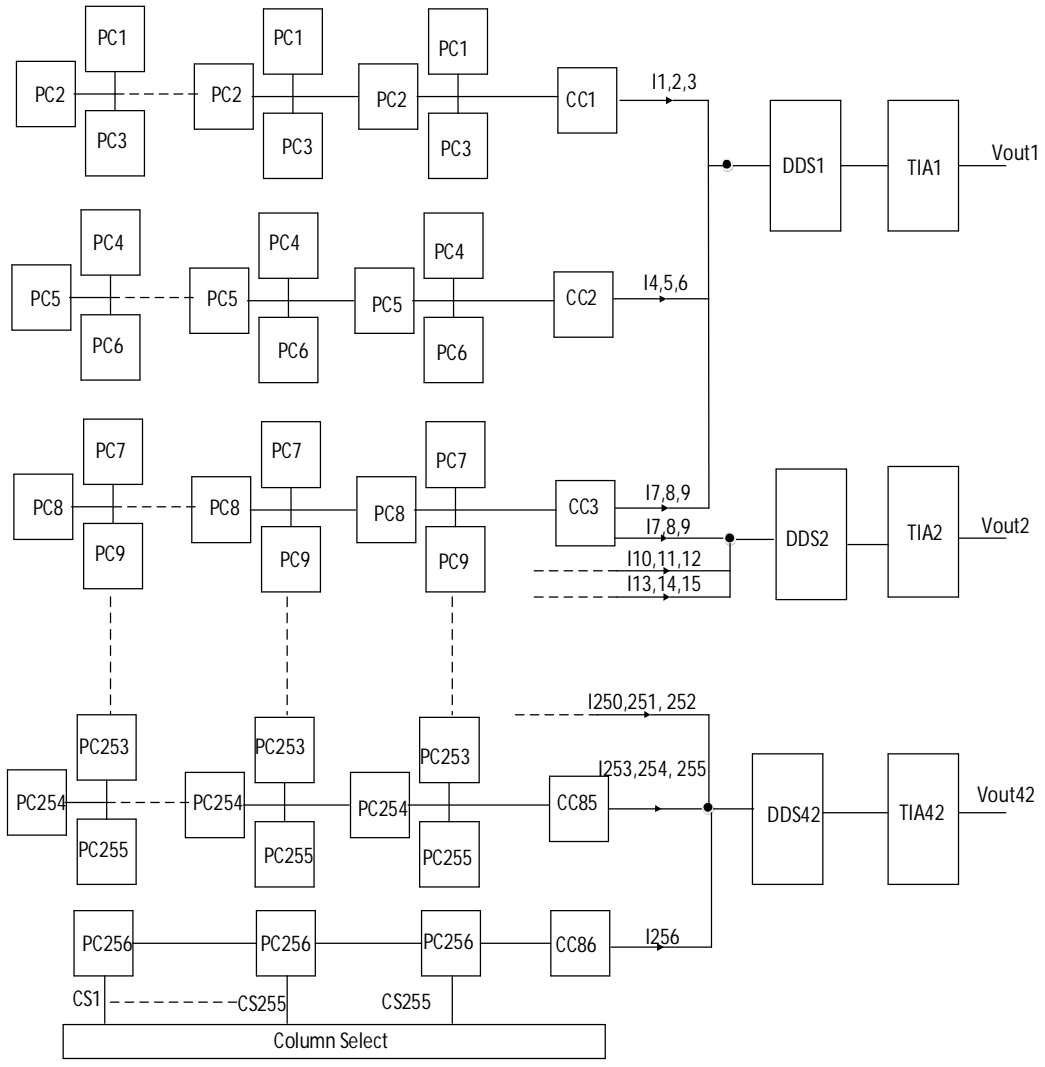 PC1
PC1
PC1
PC2
PC2
PC2
CC1
I1,2,3
PC3
PC3
PC3
DDS1
TIA1
Vout1
PC4
PC4
PC4
PC5
PC5
PC5
CC2
I4,5,6
PC6
PC6
PC6
PC7
PC7
PC7
PC8
PC8
PC8
CC3
I7,8,9
I7,8,9
PC9
PC9
PC9
I10,11,12
I13,14,15
DDS2
TIA2
Vout2
I250,251, 252
PC253
PC253
PC253
I253,254, 255
PC254
PC254
PC254
CC85
DDS42
TIA42
Vout42
PC255
PC255
PC255
PC256
PC256
PC256
CC86
I256
CS1
CS255
CS255
Column Select